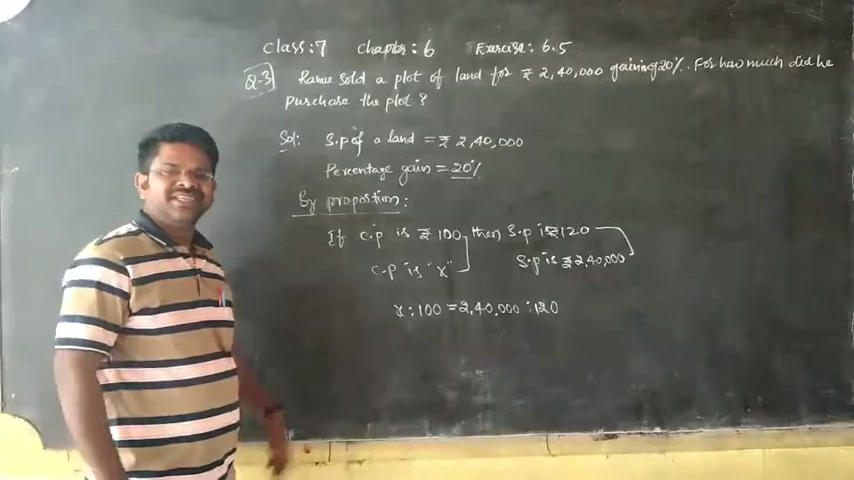 Class:7 Chapter:6 Exercise: 6.5
Q.3 Ramu sold a plot of land for ₹ 2,40,000 gaining 20%. For how much did he
purchase the plot?
Sol: S.P of a land = ₹ 2,40,000
Percentage gain = 20%
By proportion:
If C.P is ₹ 100, then S.P is ₹ 120
C.P is "x" S.P is ₹ 2,40,000
x : 100 = 2,40,000 : 120